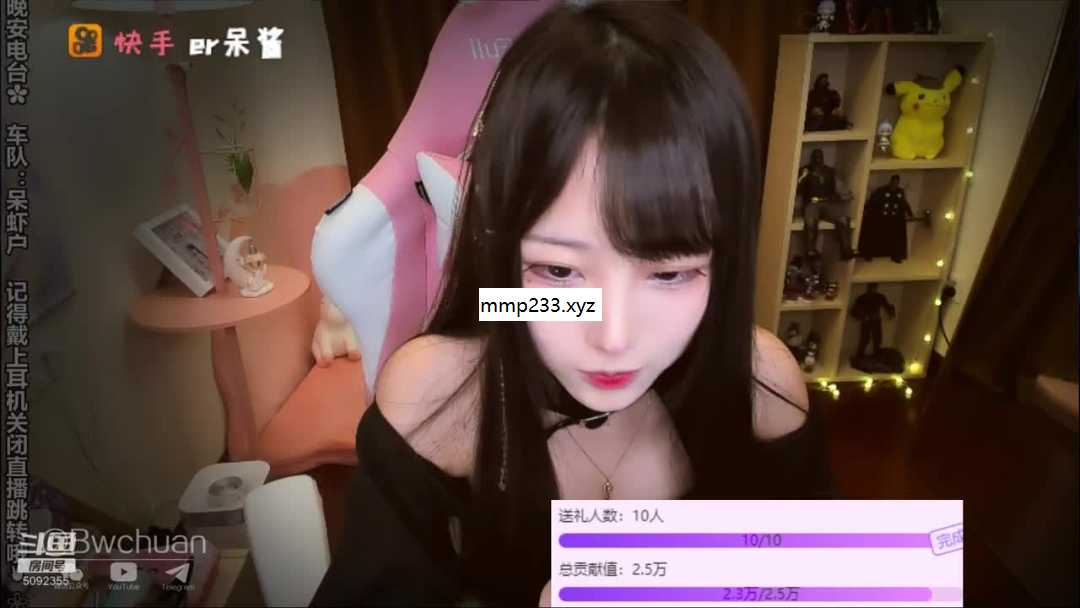 快手 er呆酱
晚安电台 车队：呆虾户 记得戴上耳机关闭直播跳转
mmp233.xyz
送礼人数：10人
10/10
完成
总贡献值：2.5万
2.3万/2.5万
@Bwchuan
斗鱼
房间号
5092355
YouTube
Telegram